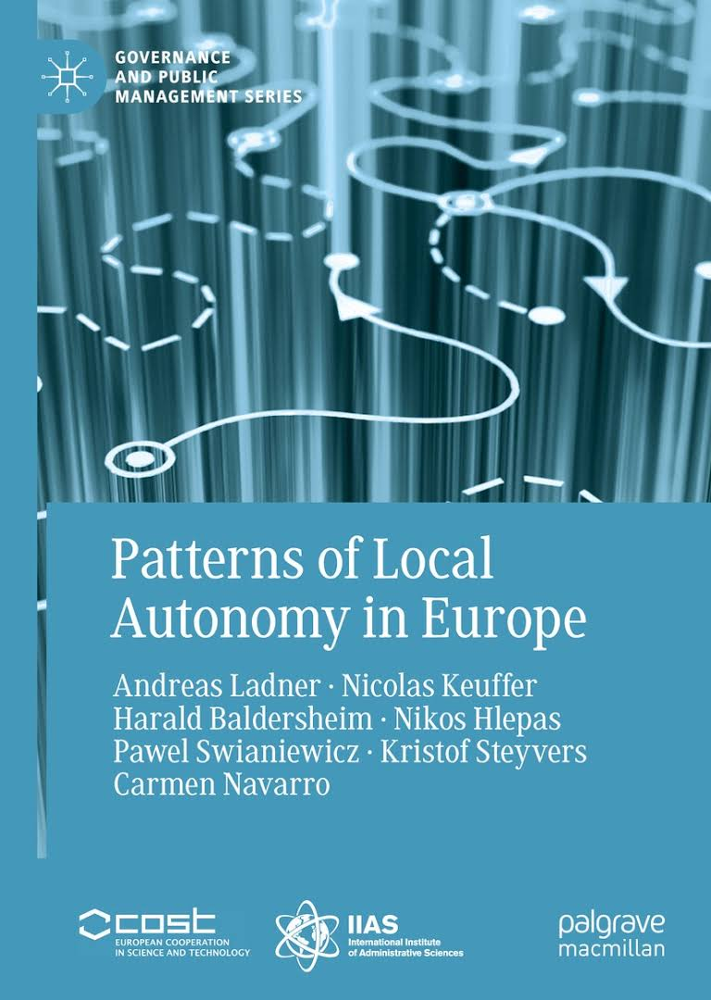 GOVERNANCE
AND PUBLIC
MANAGEMENT SERIES
Patterns of Local
Autonomy in Europe
Andreas Ladner · Nicolas Keuffer
Harald Baldersheim · Nikos Hlepas
Pawel Swianiewicz · Kristof Steyvers
Carmen Navarro
cost
EUROPEAN COOPERATION
IN SCIENCE AND TECHNOLOGY
IIAS
International Institute
of Administrative Sciences
palgrave
macmillan